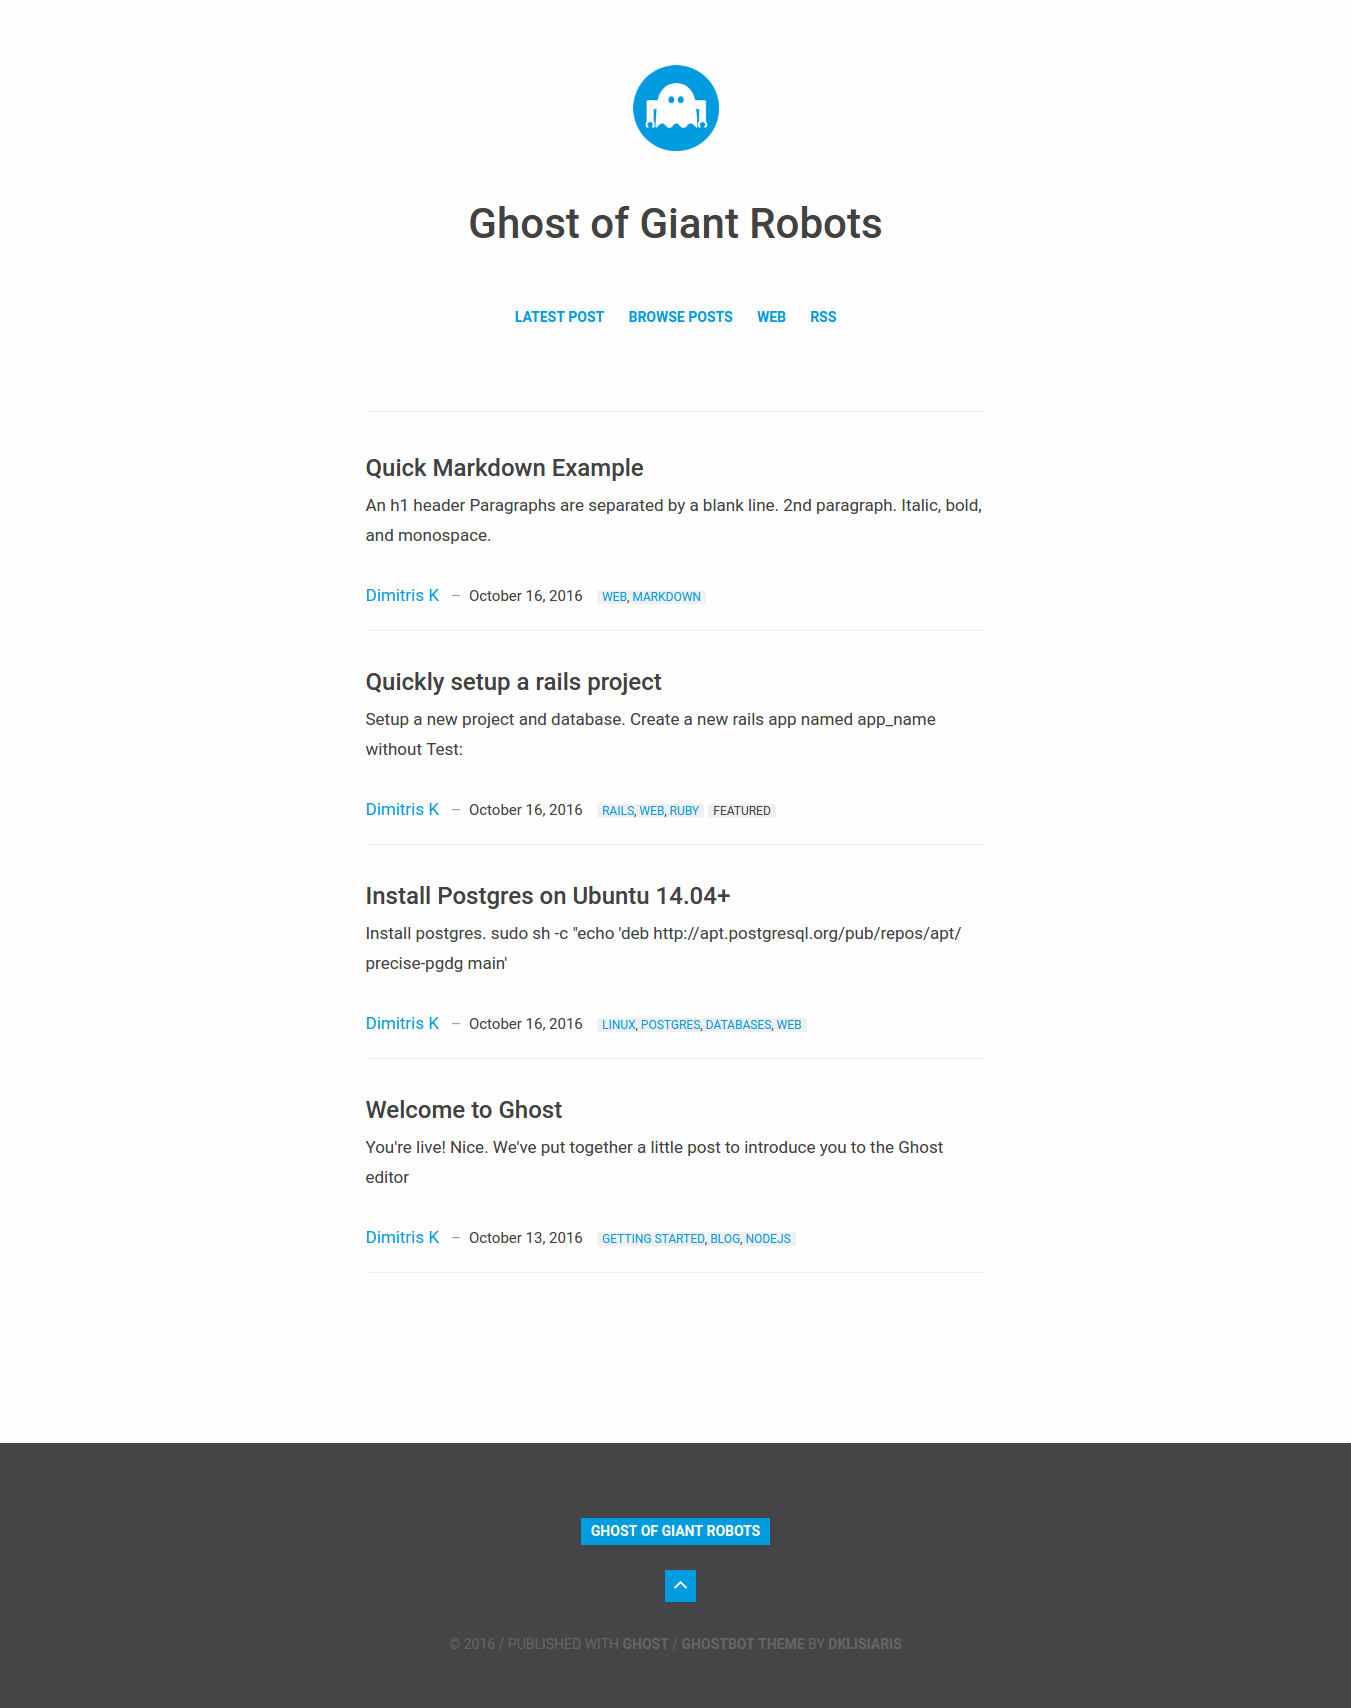 Ghost of Giant Robots
LATEST POST BROWSE POSTS WEB RSS
Quick Markdown Example
An h1 header Paragraphs are separated by a blank line. 2nd paragraph. Italic, bold,
and monospace.
Dimitris K – October 16, 2016 WEB, MARKDOWN
Quickly setup a rails project
Setup a new project and database. Create a new rails app named app_name
without Test:
Dimitris K – October 16, 2016 RAILS, WEB, RUBY FEATURED
Install Postgres on Ubuntu 14.04+
Install postgres. sudo sh -c "echo 'deb http://apt.postgresql.org/pub/repos/apt/
precise-pgdg main'
Dimitris K – October 16, 2016 LINUX, POSTGRES, DATABASES, WEB
Welcome to Ghost
You're live! Nice. We've put together a little post to introduce you to the Ghost
editor
Dimitris K – October 13, 2016 GETTING STARTED, BLOG, NODEJS
GHOST OF GIANT ROBOTS
© 2016 / PUBLISHED WITH GHOST / GHOSTBOT THEME BY DKLISIARIS